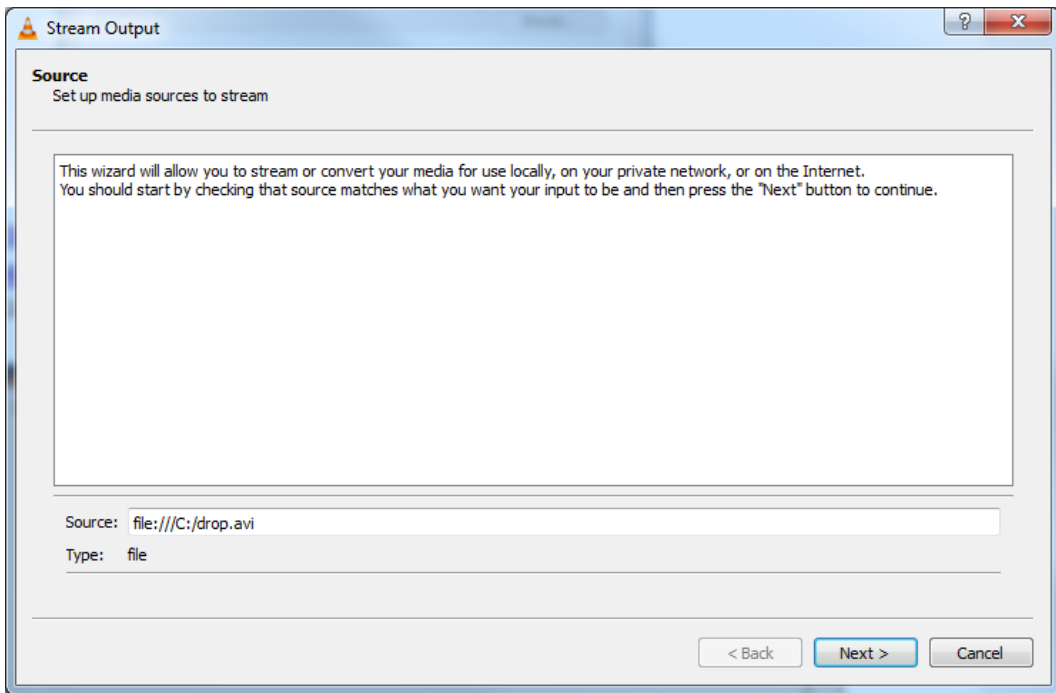 Stream Output
?
X
Source
Set up media sources to stream
This wizard will allow you to stream or convert your media for use locally, on your private network, or on the Internet.
You should start by checking that source matches what you want your input to be and then press the "Next" button to continue.
Source: file:///C:/drop.avi
Type: file
< Back Next > Cancel